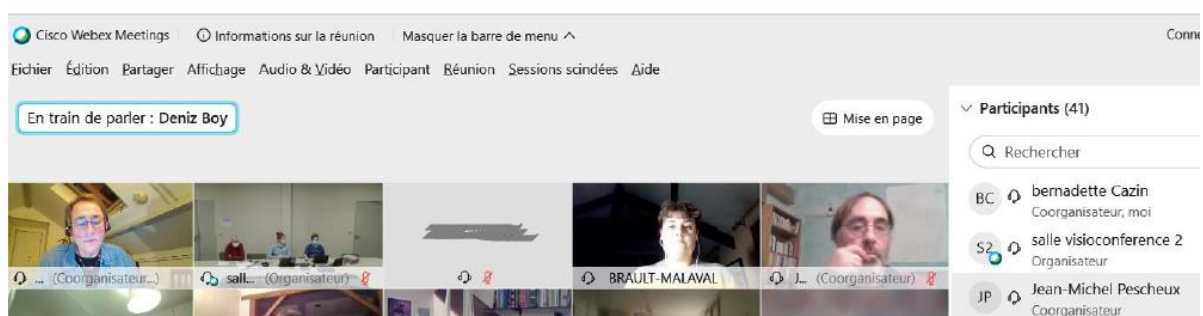 Cisco Webex Meetings Informations sur la réunion Masquer la barre de menu Conne
Fichier Édition Partager Affichage Audio & Vidéo Participant Réunion Sessions scindées Aide
En train de parler : Deniz Boy
Mise en page
Participants (41)
Rechercher
BC bernadette Cazin
Coorganisateur, moi
S2 salle visioconference 2
Organisateur
JP Jean-Michel Pescheux
Coorganisateur
... (Coorganisateur...) sall... (Organisateur) BRAULT-MALAVAL J... (Coorganisateur)